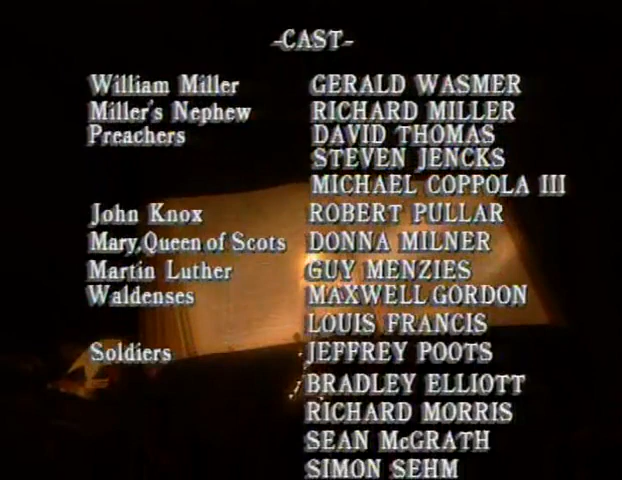 -CAST-
William Miller GERALD WASMER
Miller's Nephew RICHARD MILLER
Preachers DAVID THOMAS
STEVEN JENCKS
MICHAEL COPPOLA III
John Knox ROBERT PULLAR
Mary, Queen of Scots DONNA MILNER
Martin Luther GUY MENZIES
Waldenses MAXWELL GORDON
LOUIS FRANCIS
Soldiers JEFFREY POOTS
BRADLEY ELLIOTT
RICHARD MORRIS
SEAN McGRATH
SIMON SEHM